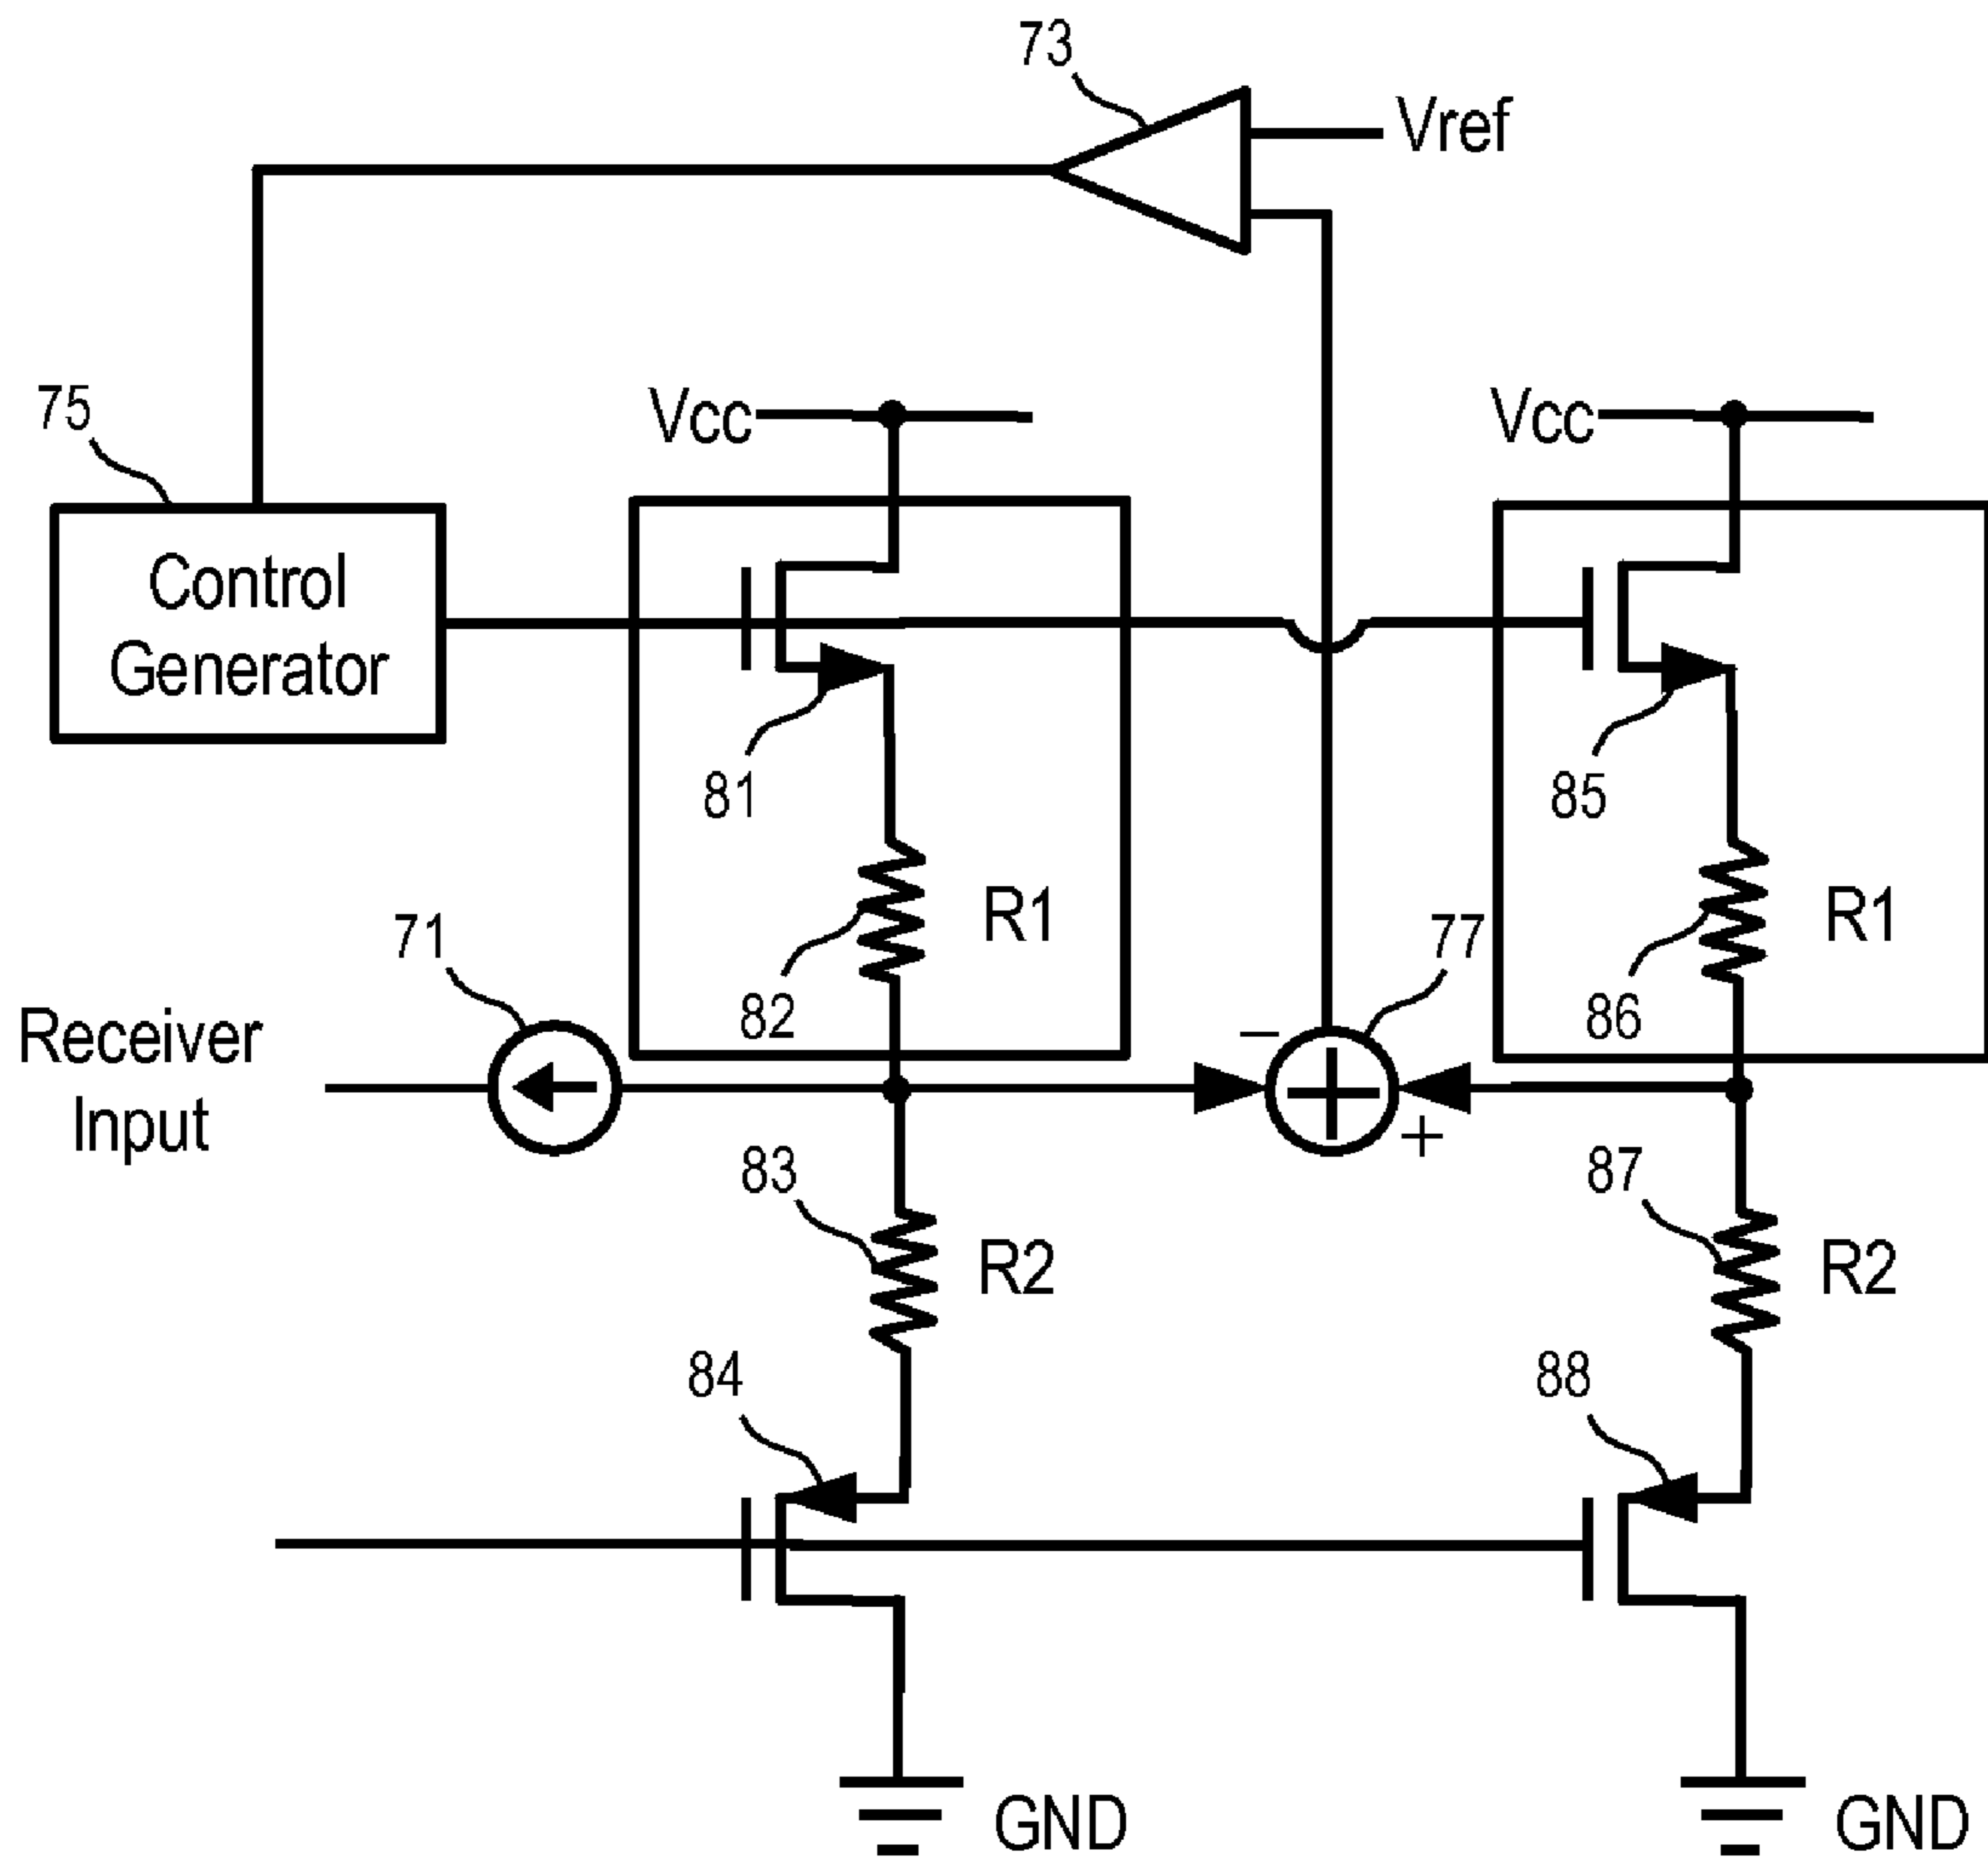 73
Vref
75
Vcc
Vcc
Control
Generator
81
85
R1
R1
71
77
82
86
Receiver
Input
−
+
83
87
R2
R2
84
88
GND
GND